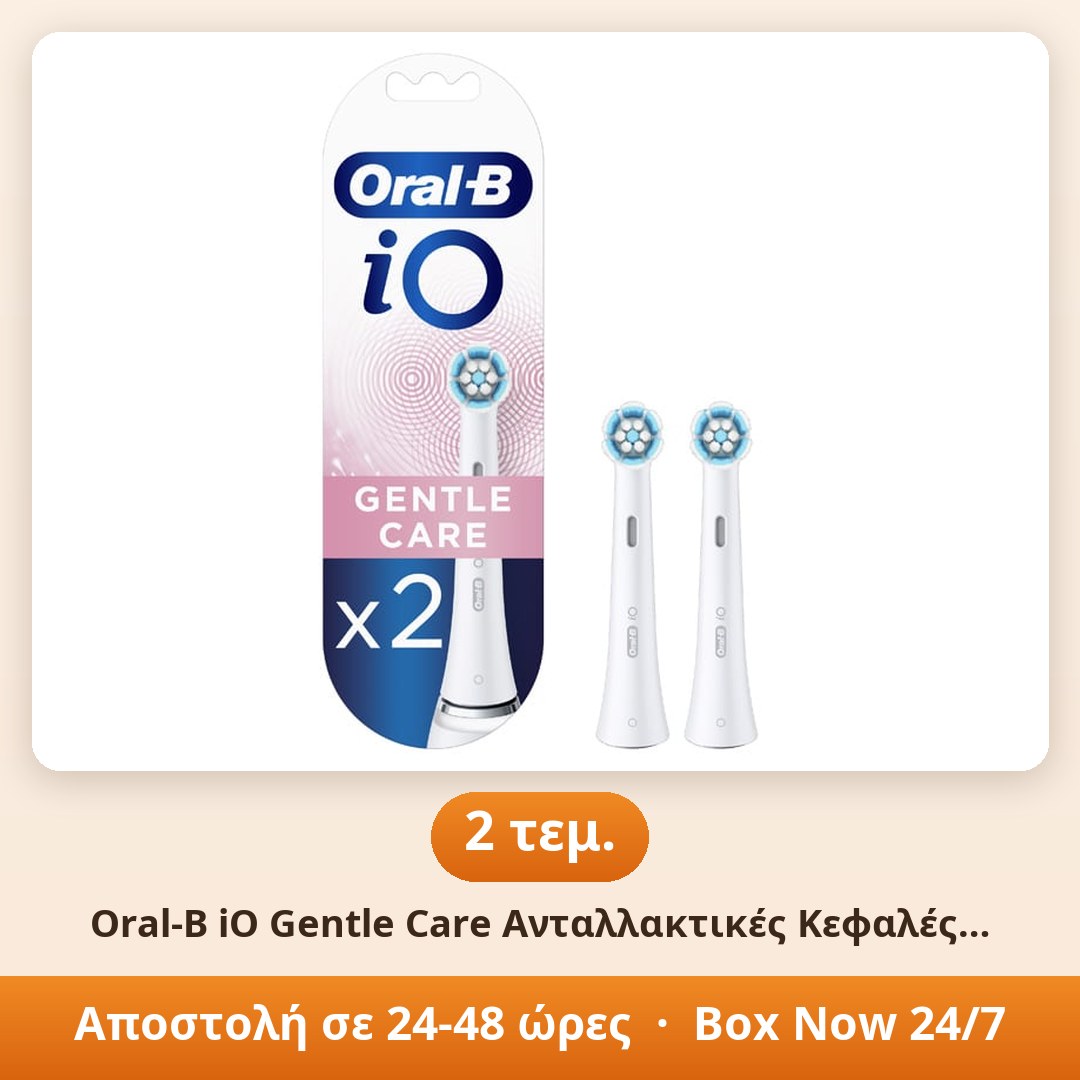 Oral-B
iO
GENTLE
CARE
x2
2 τεμ.
Oral-B iO Gentle Care Ανταλλακτικές Κεφαλές...
Αποστολή σε 24-48 ώρες · Box Now 24/7